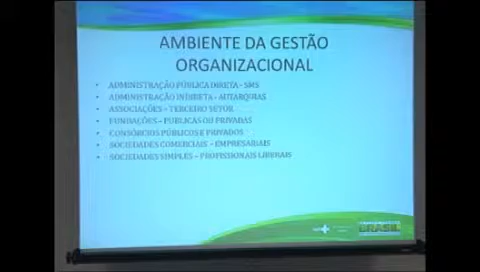 AMBIENTE DA GESTÃO
ORGANIZACIONAL
• ADMINISTRAÇÃO PÚBLICA DIRETA - SMS
• ADMINISTRAÇÃO INDIRETA - AUTARQUIAS
• ASSOCIAÇÕES – TERCEIRO SETOR
• FUNDAÇÕES – PUBLICAS OU PRIVADAS
• CONSÓRCIOS PÚBLICOS E PRIVADOS
• SOCIEDADES COMERCIAIS – EMPRESARIAIS
• SOCIEDADES SIMPLES – PROFISSIONAIS LIBERAIS
BRASIL